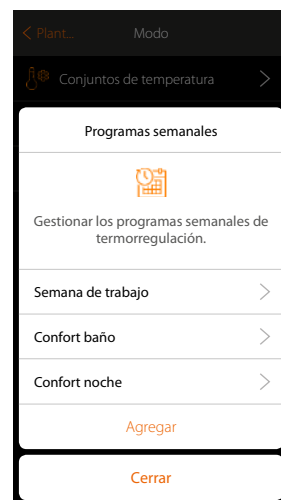 < Plant... Modo
Conjuntos de temperatura
Programas semanales
Gestionar los programas semanales de
termorregulación.
Semana de trabajo
Confort baño
Confort noche
Agregar
Cerrar